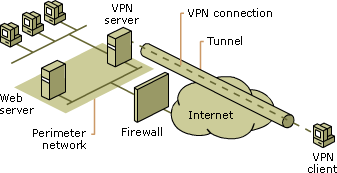 VPN
server
VPN connection
Tunnel
Web
server
Internet
Perimeter
network
Firewall
VPN
client